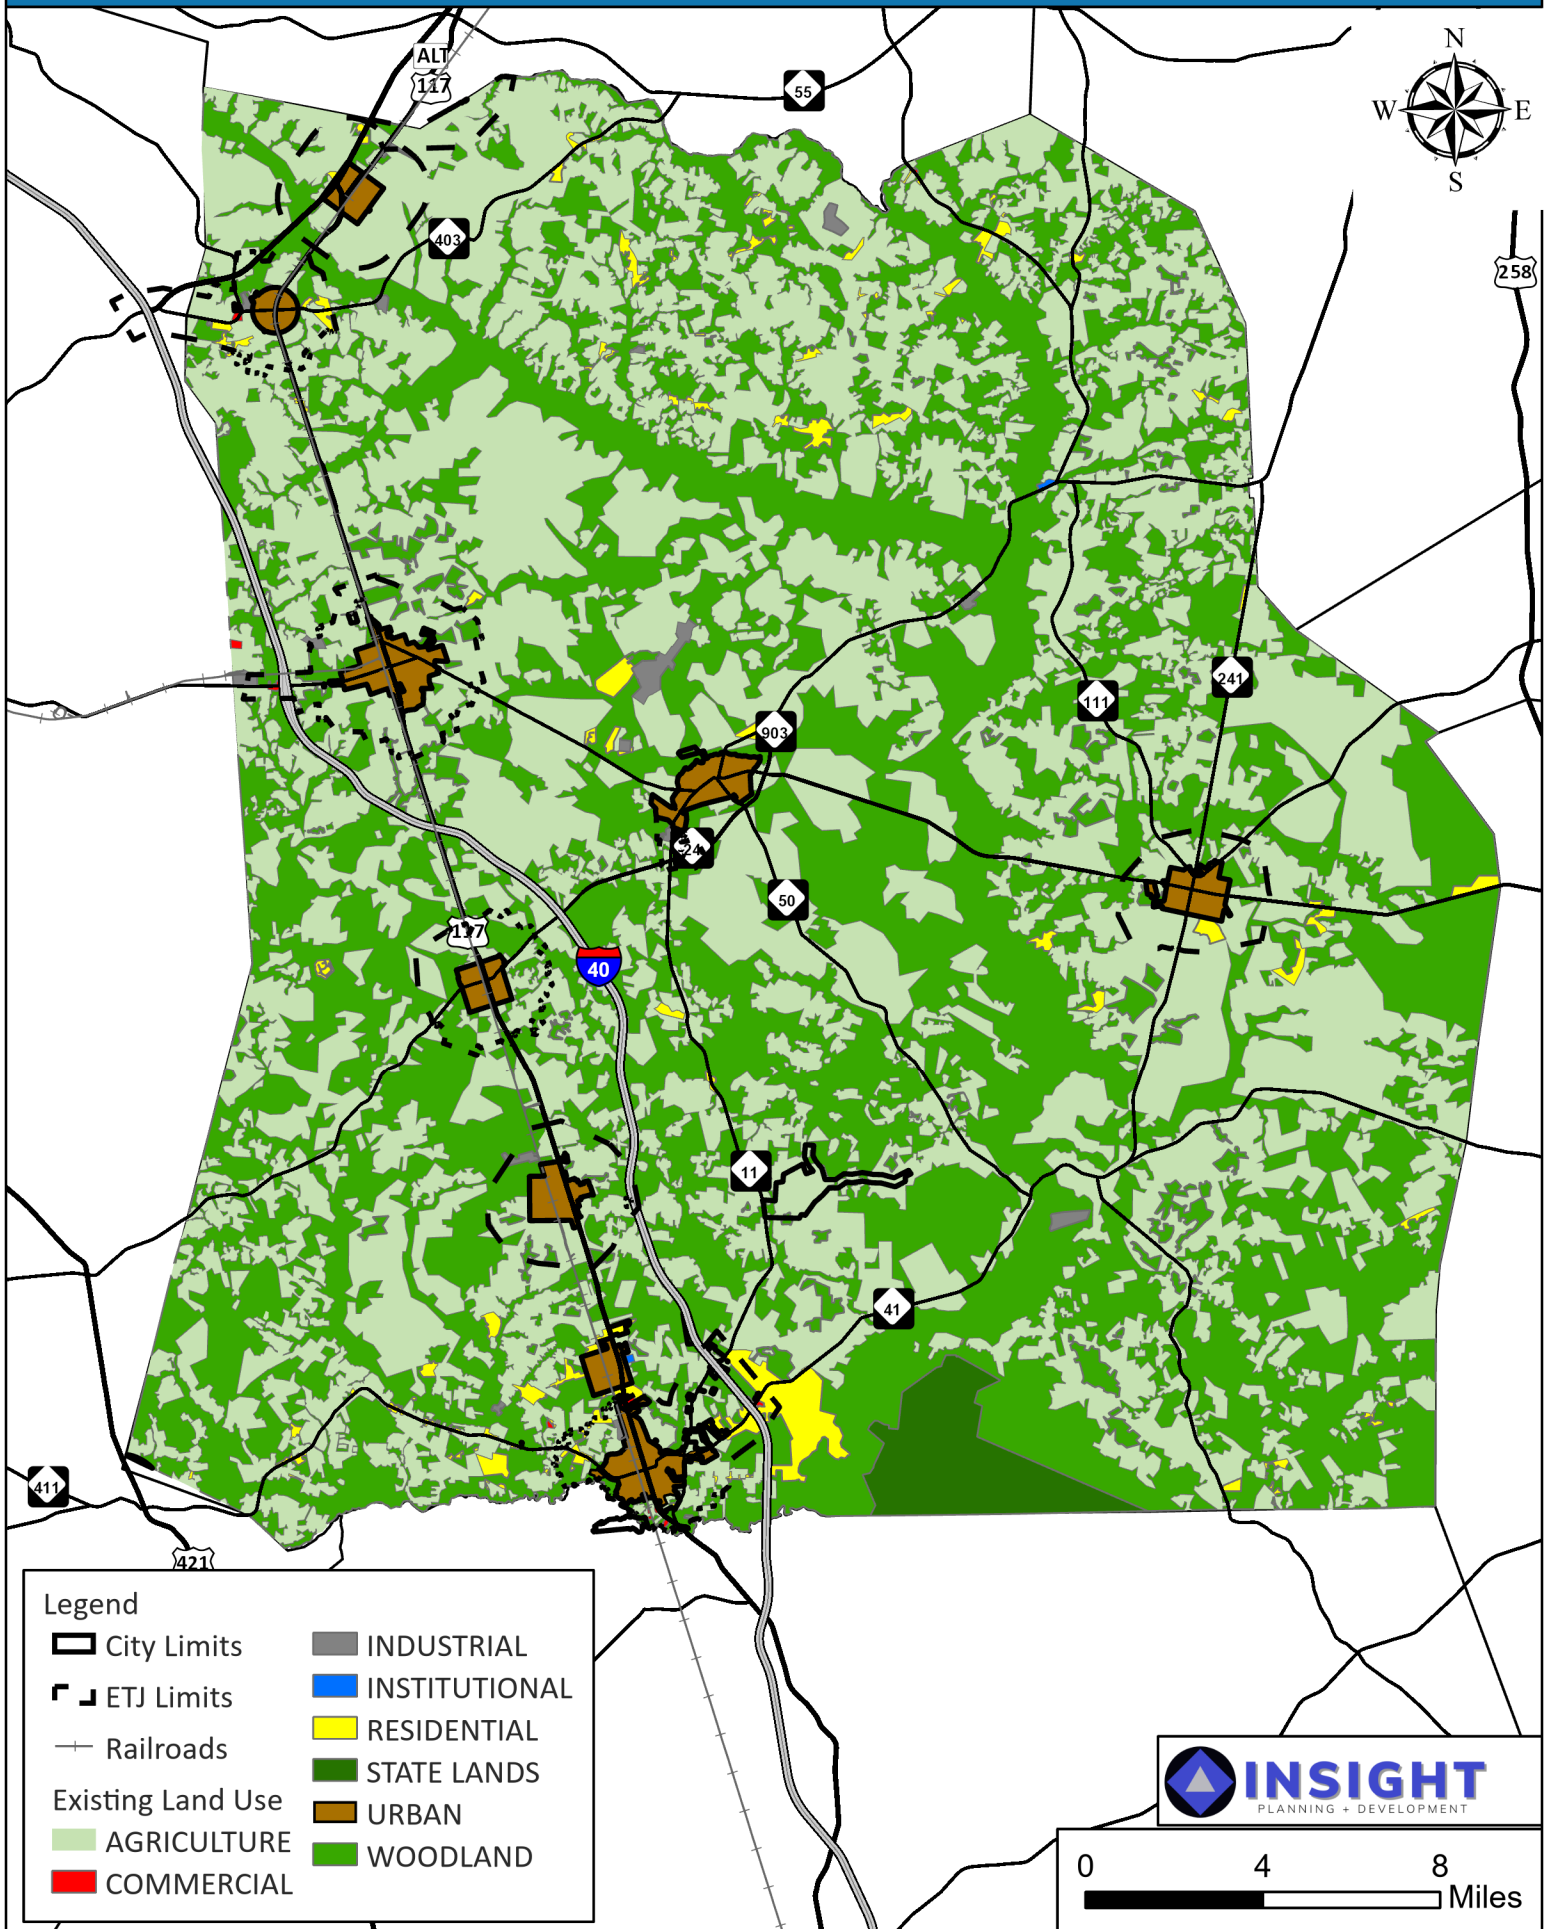 N
W E
S
ALT
117
55
403
258
241
111
903
24
50
117
40
11
41
411
421
Legend
City Limits
ETJ Limits
Railroads
Existing Land Use
AGRICULTURE
COMMERCIAL
INDUSTRIAL
INSTITUTIONAL
RESIDENTIAL
STATE LANDS
URBAN
WOODLAND
INSIGHT
PLANNING + DEVELOPMENT
0 4 8
Miles